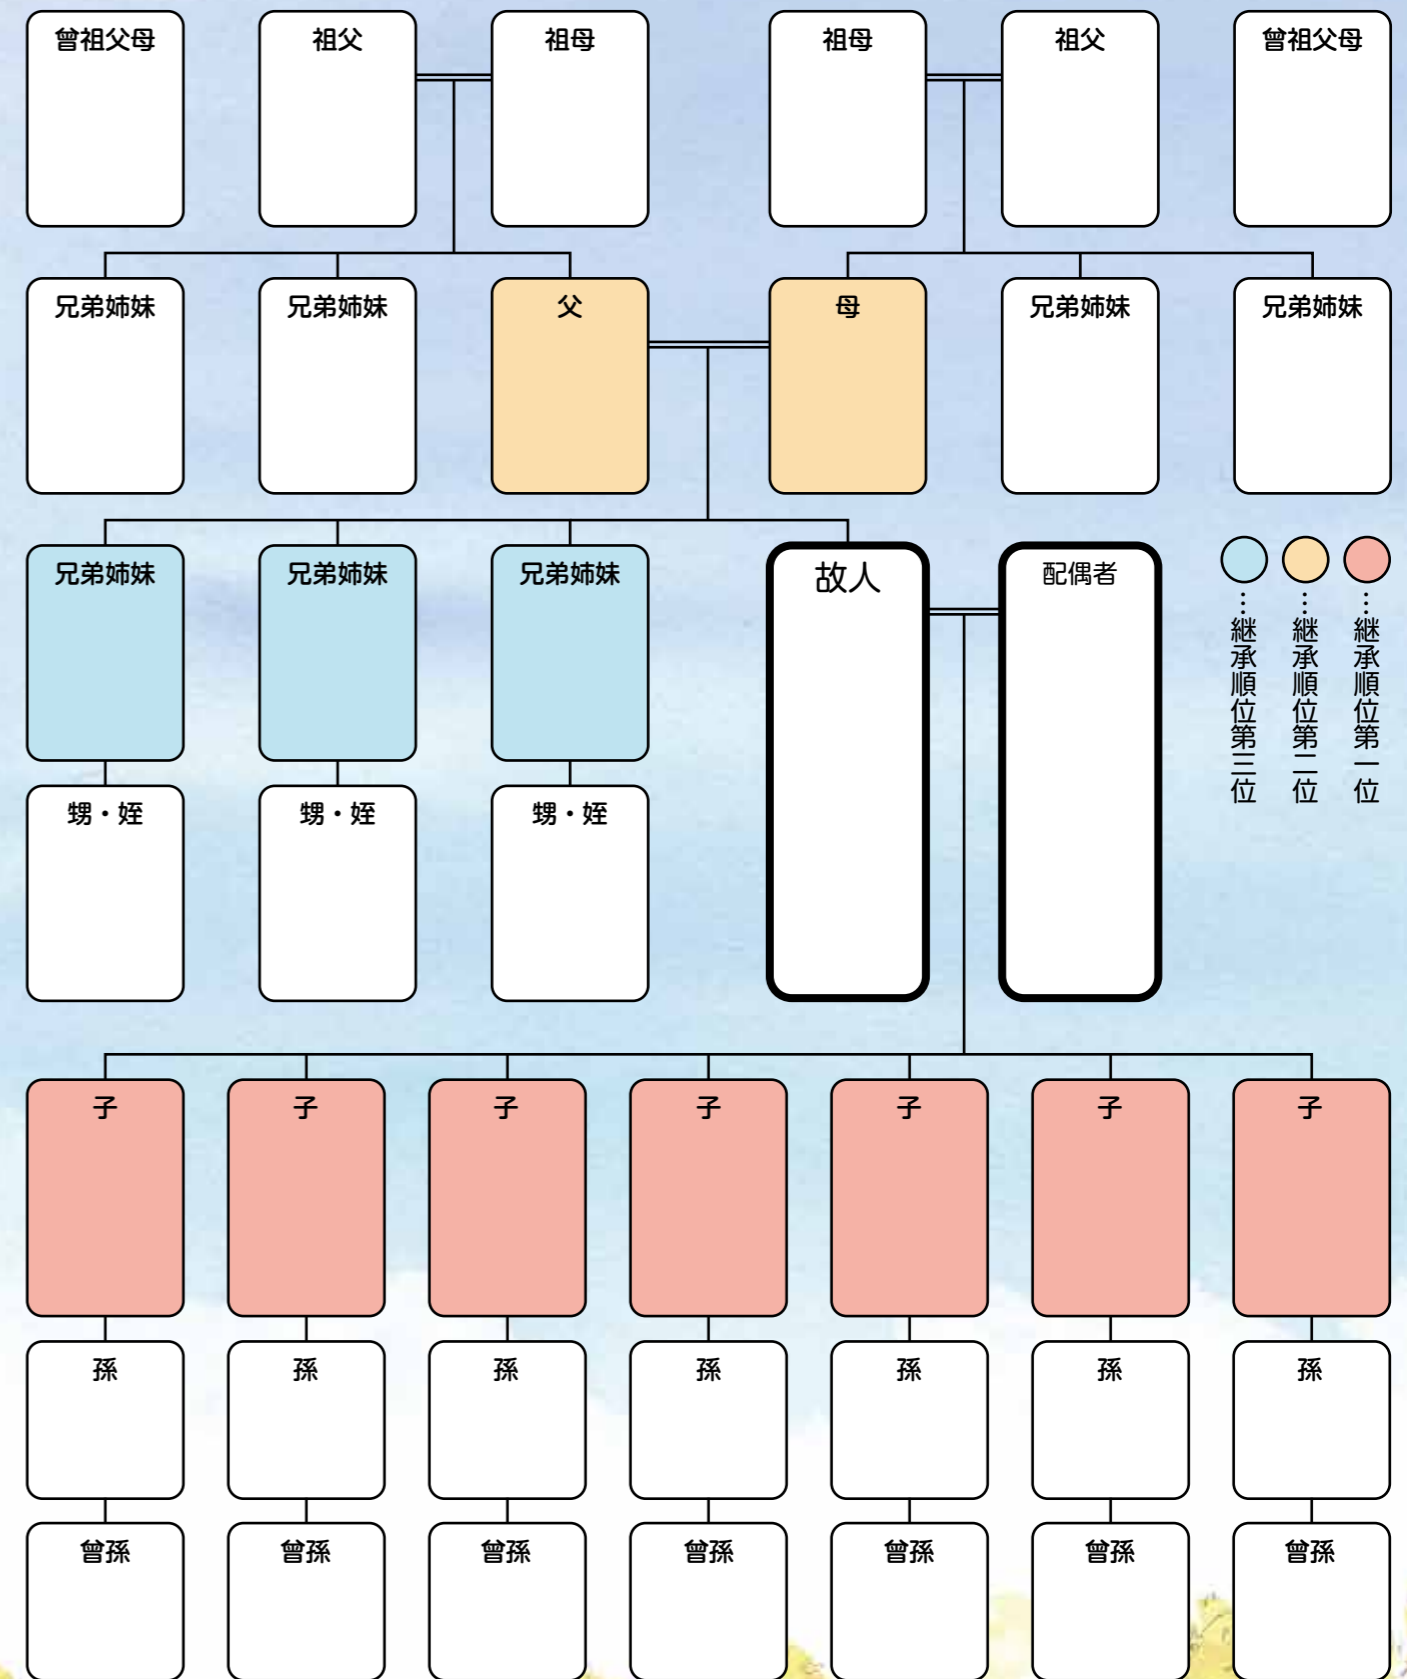 曾祖父母
祖父
祖母
祖母
祖父
曾祖父母
兄弟姉妹
兄弟姉妹
父
母
兄弟姉妹
兄弟姉妹
兄弟姉妹
兄弟姉妹
兄弟姉妹
故人
配偶者
…継承順位第一位
…継承順位第二位
…継承順位第三位
甥・姪
甥・姪
甥・姪
子
子
子
子
子
子
子
孫
孫
孫
孫
孫
孫
孫
曾孫
曾孫
曾孫
曾孫
曾孫
曾孫
曾孫